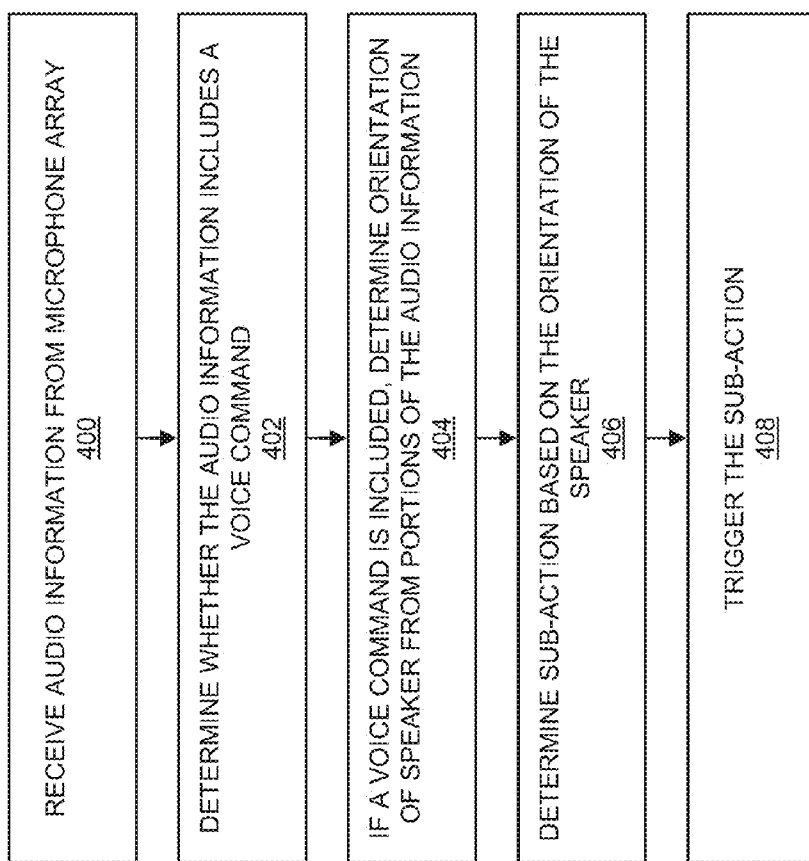 RECEIVE AUDIO INFORMATION FROM MICROPHONE ARRAY
400
DETERMINE WHETHER THE AUDIO INFORMATION INCLUDES A
VOICE COMMAND
402
IF A VOICE COMMAND IS INCLUDED, DETERMINE ORIENTATION
OF SPEAKER FROM PORTIONS OF THE AUDIO INFORMATION
404
DETERMINE SUB-ACTION BASED ON THE ORIENTATION OF THE
SPEAKER
406
TRIGGER THE SUB-ACTION
408